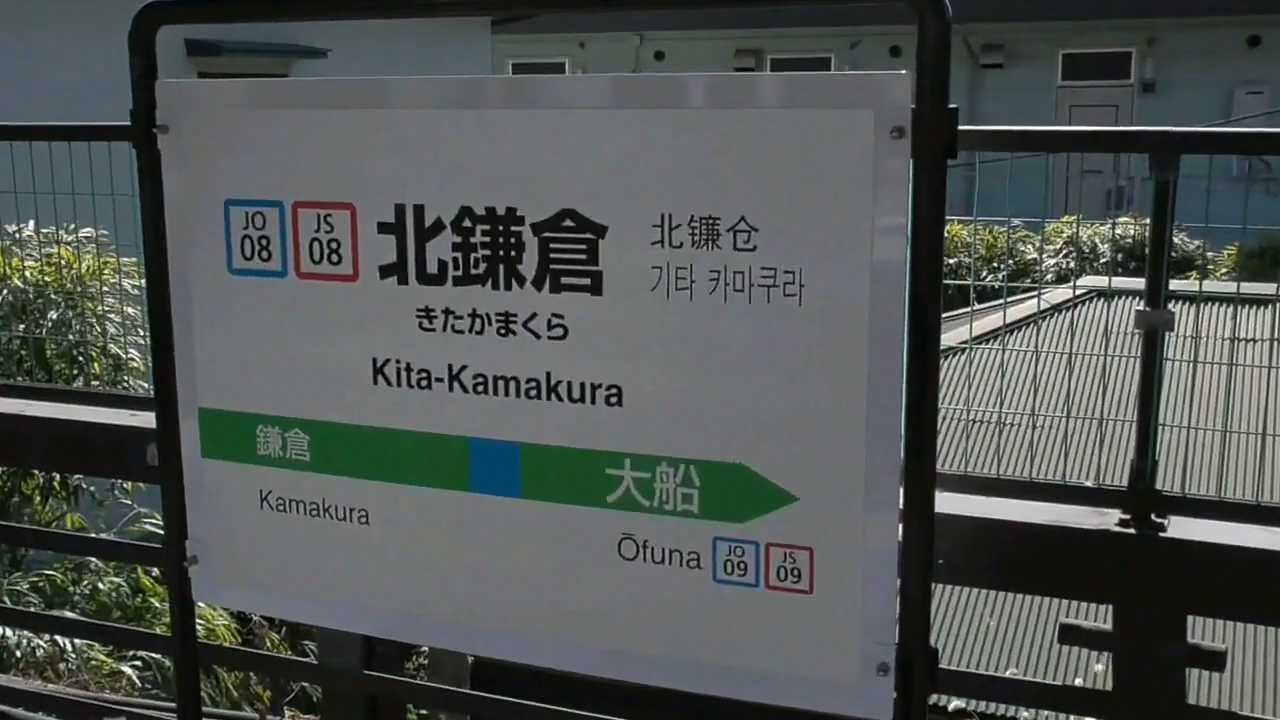 JO 08 JS 08 北鎌倉
北镰仓
기타 카마쿠라
きたかまくら
Kita-Kamakura
鎌倉 大船
Kamakura Ōfuna JO 09 JS 09